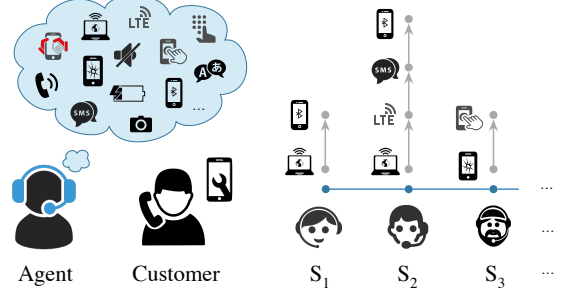 LTE
A あ
SMS
...
SMS
LTE
...
...
Agent
Customer
S1
S2
S3
...